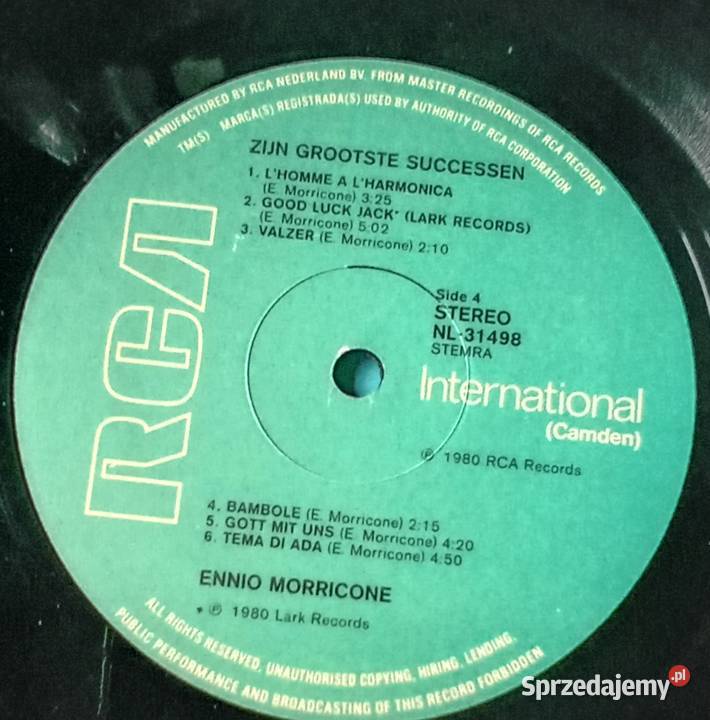 MANUFACTURED BY RCA NEDERLAND BV. FROM MASTER RECORDINGS OF RCA RECORDS
TM(S) MARCA(S) REGISTRADA(S) USED BY AUTHORITY OF RCA CORPORATION
ZIJN GROOTSTE SUCCESSEN
1. L'HOMME A L'HARMONICA
(E. Morricone) 3:25
2. GOOD LUCK JACK* (LARK RECORDS)
(E. Morricone) 5:02
3. VALZER (E. Morricone) 2:10
RCA
Side 4
STEREO
NL-31498
STEMRA
International
(Camden)
℗ 1980 RCA Records
4. BAMBOLE (E. Morricone) 2:15
5. GOTT MIT UNS (E. Morricone) 4:20
6. TEMA DI ADA (E. Morricone) 4:50
ENNIO MORRICONE
* ℗ 1980 Lark Records
ALL RIGHTS RESERVED, UNAUTHORISED COPYING, HIRING, LENDING,
PUBLIC PERFORMANCE AND BROADCASTING OF THIS RECORD FORBIDDEN
Sprzedajemy.pl